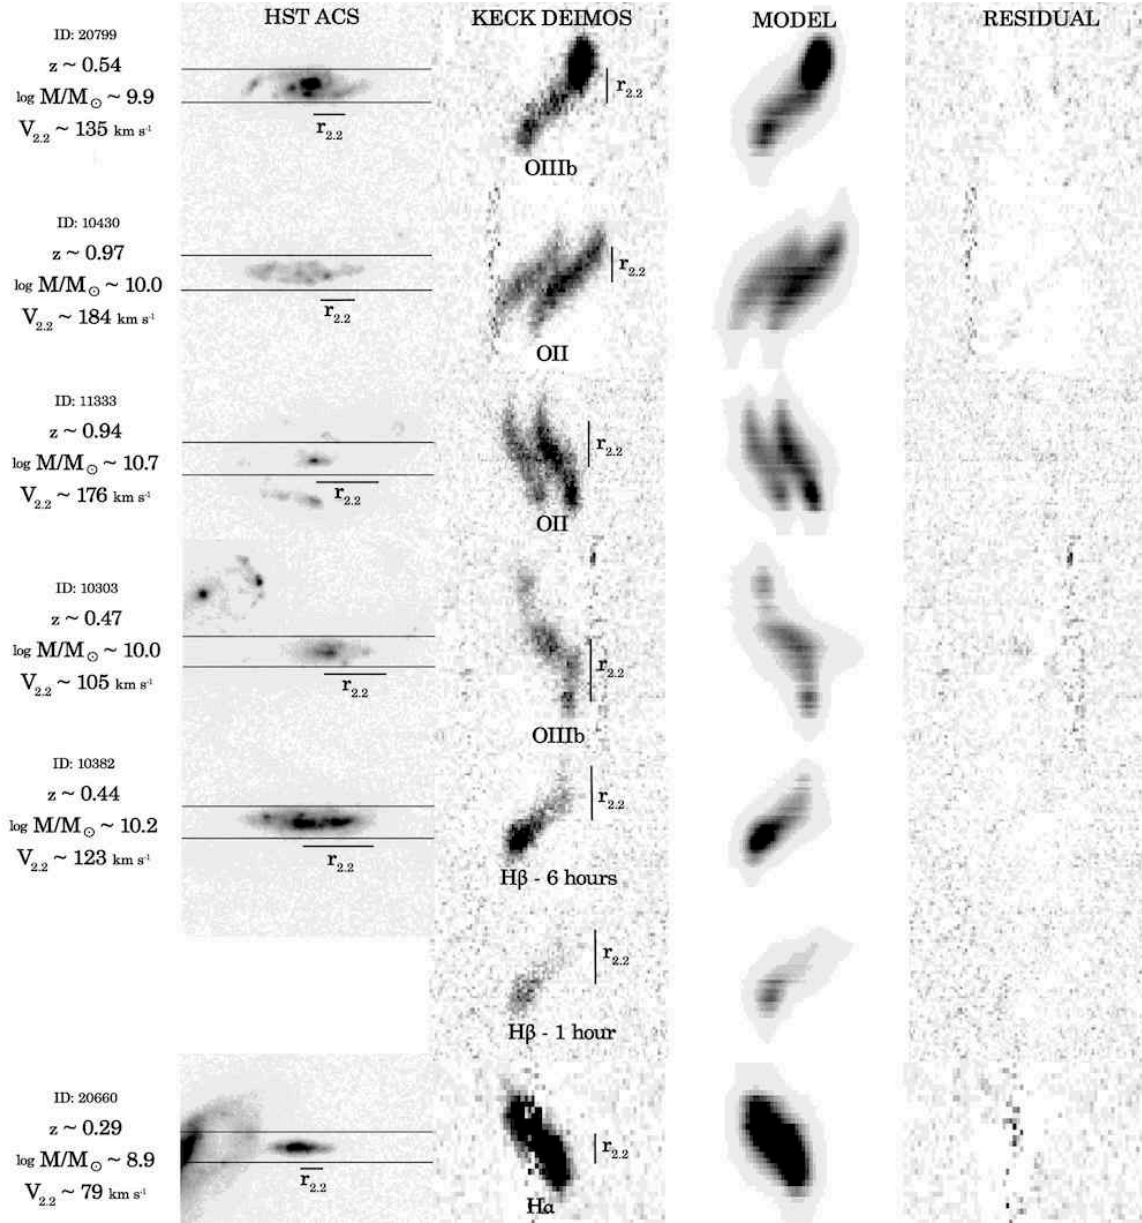 HST ACS KECK DEIMOS MODEL RESIDUAL
ID: 20799
z ~ 0.54
log M/M☉ ~ 9.9
V2.2 ~ 135 km s-1
r2.2
r2.2
OIIIb
ID: 10430
z ~ 0.97
log M/M☉ ~ 10.0
V2.2 ~ 184 km s-1
r2.2
r2.2
OII
ID: 11333
z ~ 0.94
log M/M☉ ~ 10.7
V2.2 ~ 176 km s-1
r2.2
r2.2
OII
ID: 10303
z ~ 0.47
log M/M☉ ~ 10.0
V2.2 ~ 105 km s-1
r2.2
r2.2
OIIIb
ID: 10382
z ~ 0.44
log M/M☉ ~ 10.2
V2.2 ~ 123 km s-1
r2.2
r2.2
Hβ - 6 hours
r2.2
Hβ - 1 hour
ID: 20660
z ~ 0.29
log M/M☉ ~ 8.9
V2.2 ~ 79 km s-1
r2.2
r2.2
Hα